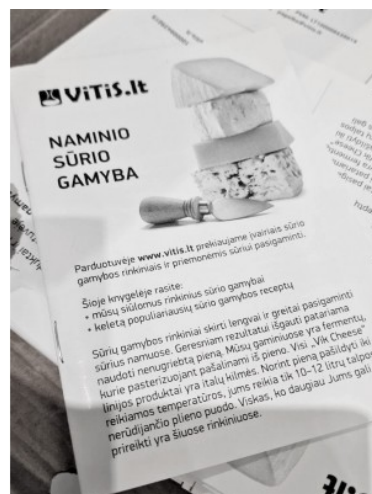 ViTiS.lt
NAMINIO
SŪRIO
GAMYBA
Parduotuvėje www.vitis.lt prekiaujame įvairiais sūrio
gamybos rinkiniais ir priemonėmis sūriui pasigaminti.
Šioje knygelėje rasite:
• mūsų siūlomus rinkinius sūrio gamybai
• keletą populiariausių sūrio gamybos receptų
Sūrių gamybos rinkiniai skirti lengvai ir greitai pasigaminti
sūrius namuose. Geresniam rezultatui išgauti patariama
naudoti nenugriebtą pieną. Mūsų gaminiuose yra fermentų,
kurie pasterizuojant pašalinami iš pieno. Visi „Vik Cheese“
linijos produktai yra italų kilmės. Norint pieną pašildyti iki
reikiamos temperatūros, jums reikia tik 10–12 litrų talpos
nerūdijančio plieno puodo. Viskas, ko daugiau Jums gali
prireikti yra šiuose rinkiniuose.